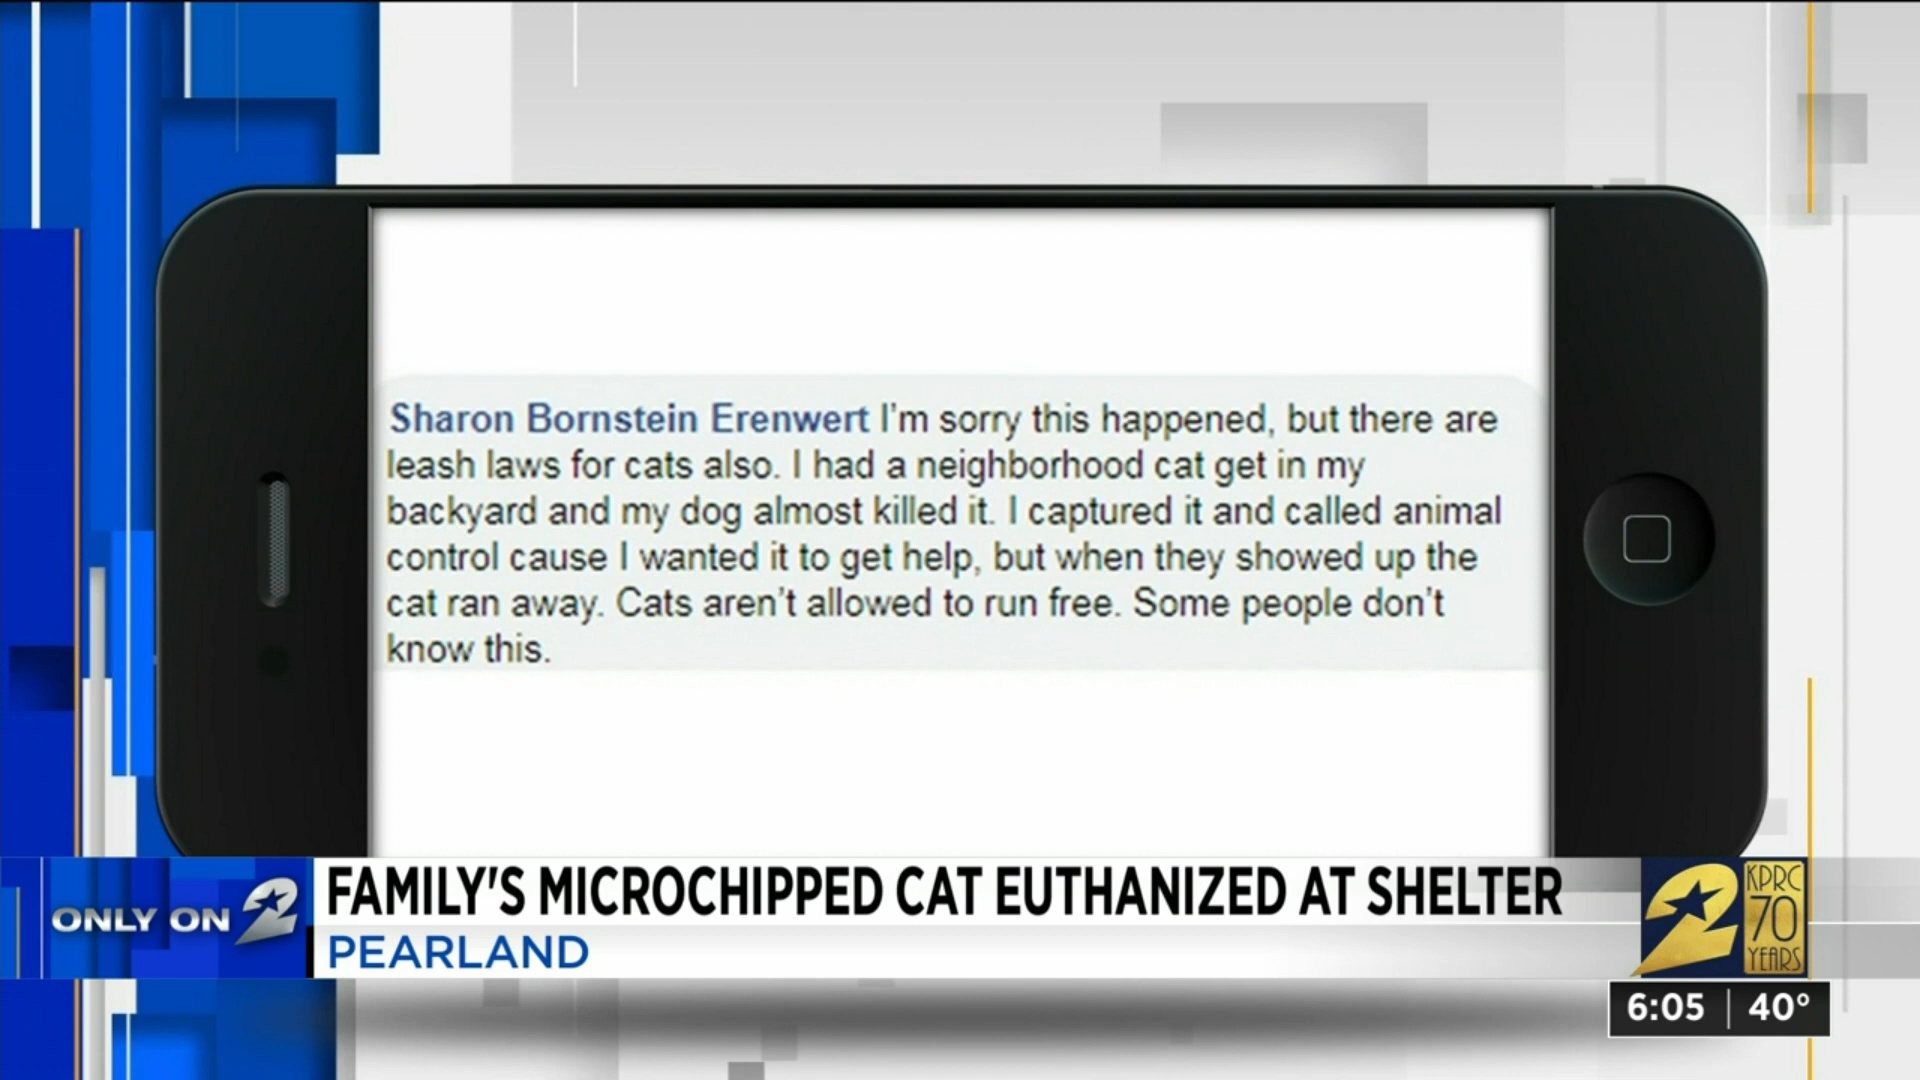 Sharon Bornstein Erenwert I'm sorry this happened, but there are
leash laws for cats also. I had a neighborhood cat get in my
backyard and my dog almost killed it. I captured it and called animal
control cause I wanted it to get help, but when they showed up the
cat ran away. Cats aren't allowed to run free. Some people don't
know this.
ONLY ON 2
FAMILY'S MICROCHIPPED CAT EUTHANIZED AT SHELTER
PEARLAND
2
KPRC
70
YEARS
6:05 40°